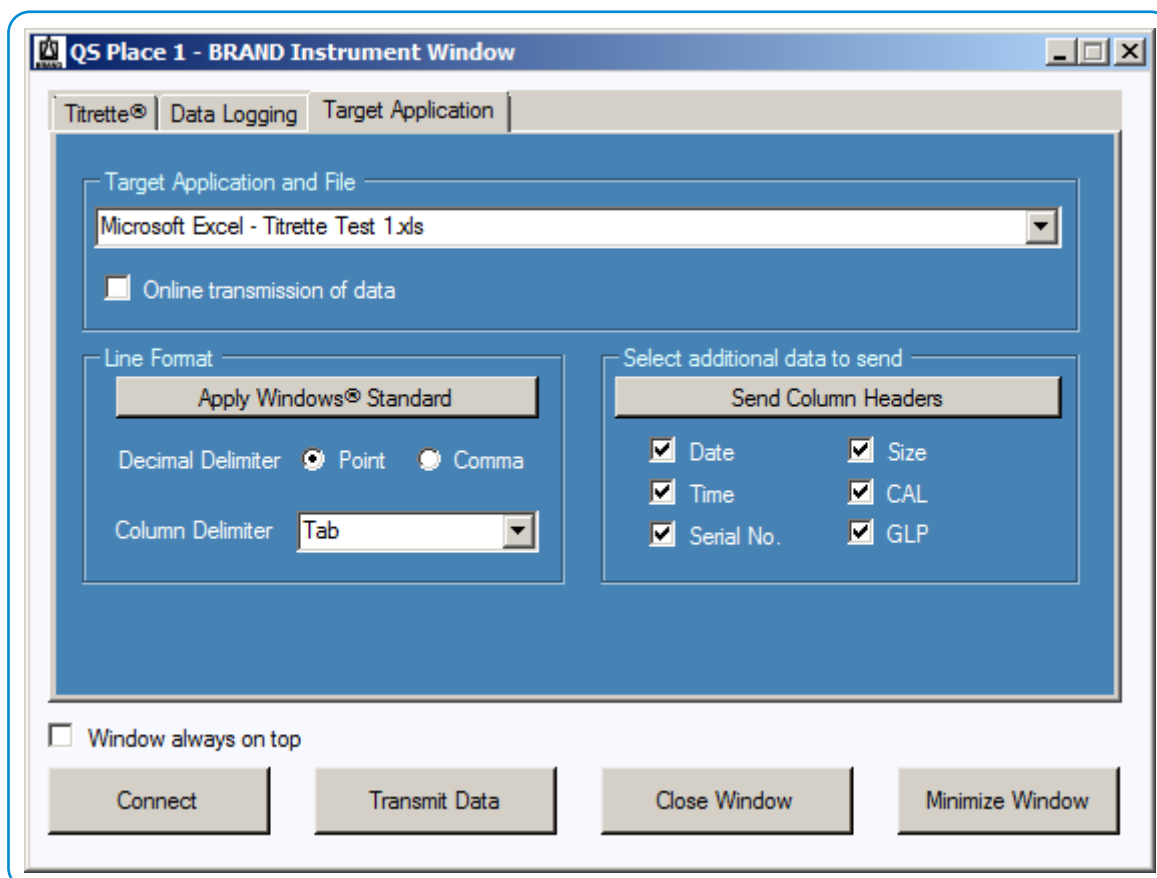 BRAND
QS Place 1 - BRAND Instrument Window
Titrette® Data Logging Target Application
Target Application and File
Microsoft Excel - Titrette Test 1.xls
Online transmission of data
Line Format
Apply Windows® Standard
Decimal Delimiter Point Comma
Column Delimiter Tab
Select additional data to send
Send Column Headers
Date Size
Time CAL
Serial No. GLP
Window always on top
Connect Transmit Data Close Window Minimize Window